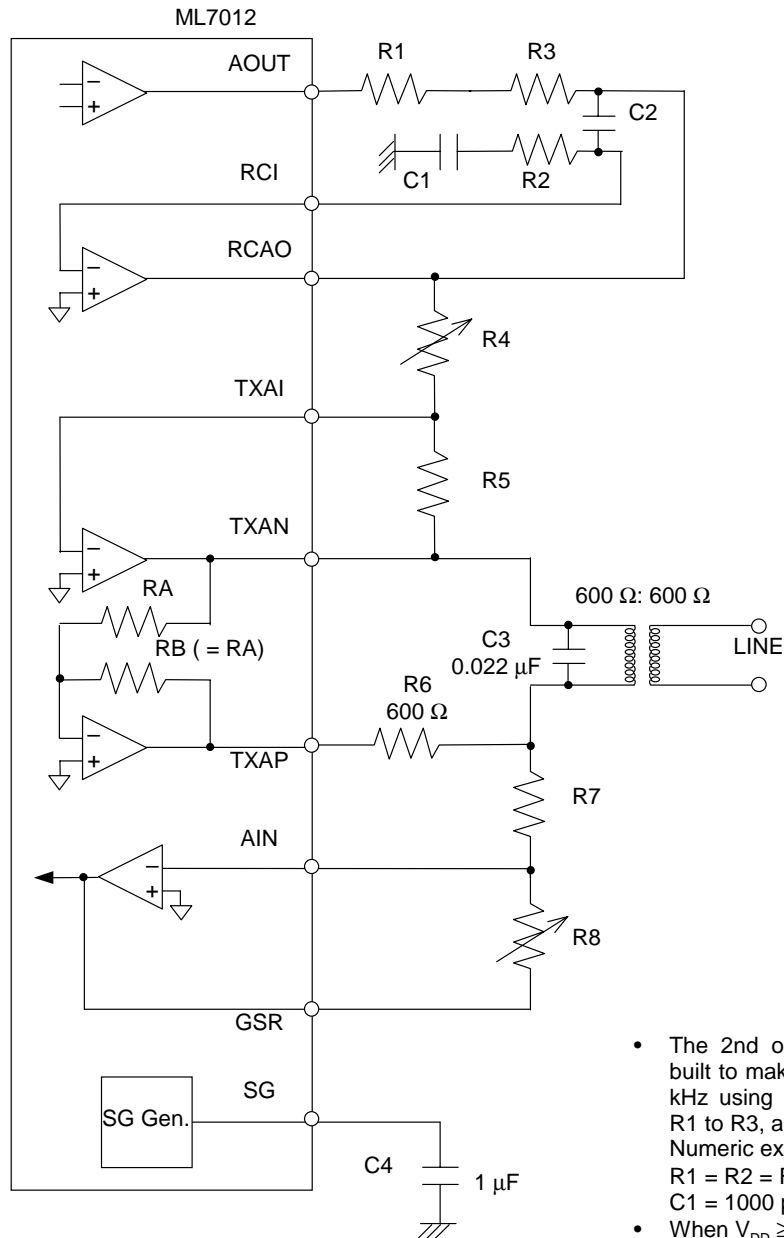 ML7012
AOUT
R1
R3
C2
C1
R2
RCI
RCAO
R4
TXAI
R5
TXAN
RA
RB ( = RA)
600 Ω: 600 Ω
C3
0.022 μF
LINE
R6
600 Ω
TXAP
R7
AIN
R8
GSR
SG
SG Gen.
C4
1 μF
• The 2nd o
built to mak
kHz using
R1 to R3, a
Numeric ex
R1 = R2 = 
C1 = 1000
• When VDD ≥